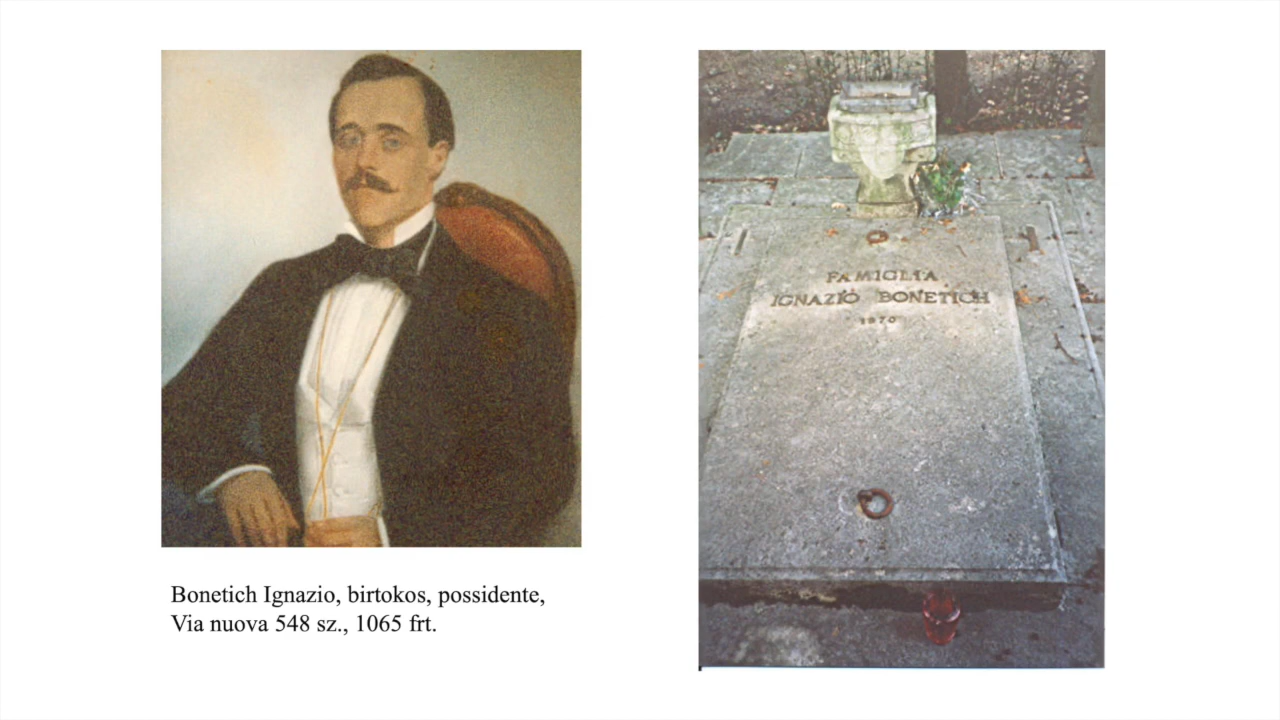 Bonetich Ignazio, birtokos, possidente,
Via nuova 548 sz., 1065 frt.
FAMIGLIA
IGNAZIO BONETICH
1870